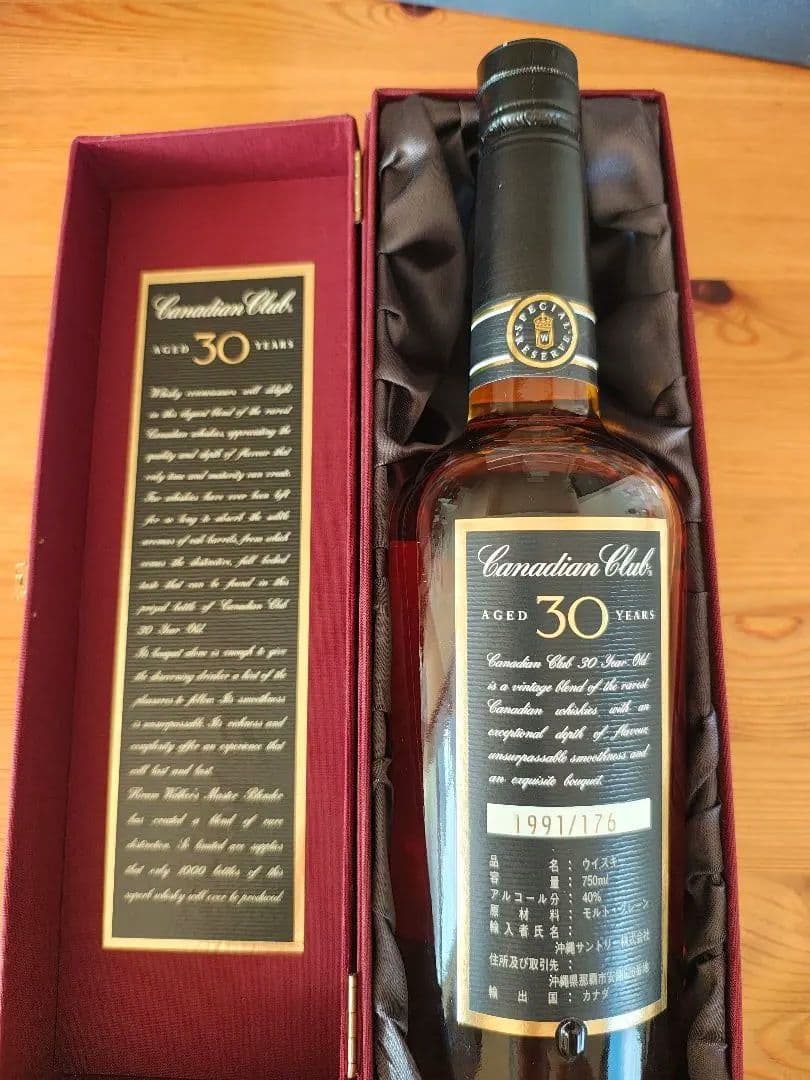 Canadian Club
AGED 30 YEARS
Whisky connoisseurs will delight
in this elegant blend of the rarest
Canadian whiskies, appreciating the
quality and depth of flavour that
only time and maturity can create.
Few whiskies have ever been left
for so long to absorb the subtle
aromas of oak barrels, from which
comes the distinctive, full bodied
taste that can be found in this
prized bottle of Canadian Club
30 Year Old.
Its bouquet alone is enough to give
the discerning drinker a hint of the
pleasures to follow. Its smoothness
is unsurpassable. Its richness and
complexity offer an experience that
will last and last.
Hiram Walker's Master Blender
has created a blend of rare
distinction. So limited are supplies
that only 1000 bottles of this
superb whisky will ever be produced
SPECIAL
W
RESERVE
Canadian Club
AGED 30 YEARS
Canadian Club 30 Year Old
is a vintage blend of the rarest
Canadian whiskies with an
exceptional depth of flavour,
unsurpassable smoothness and
an exquisite bouquet.
1991/176
品名:ウイスキー
容量:750ml
アルコール分:40%
原材料:モルト・グレーン
輸入者氏名:
沖縄サントリー株式会社
住所及び取引先:
沖縄県那覇市安
輸出国:カナダ